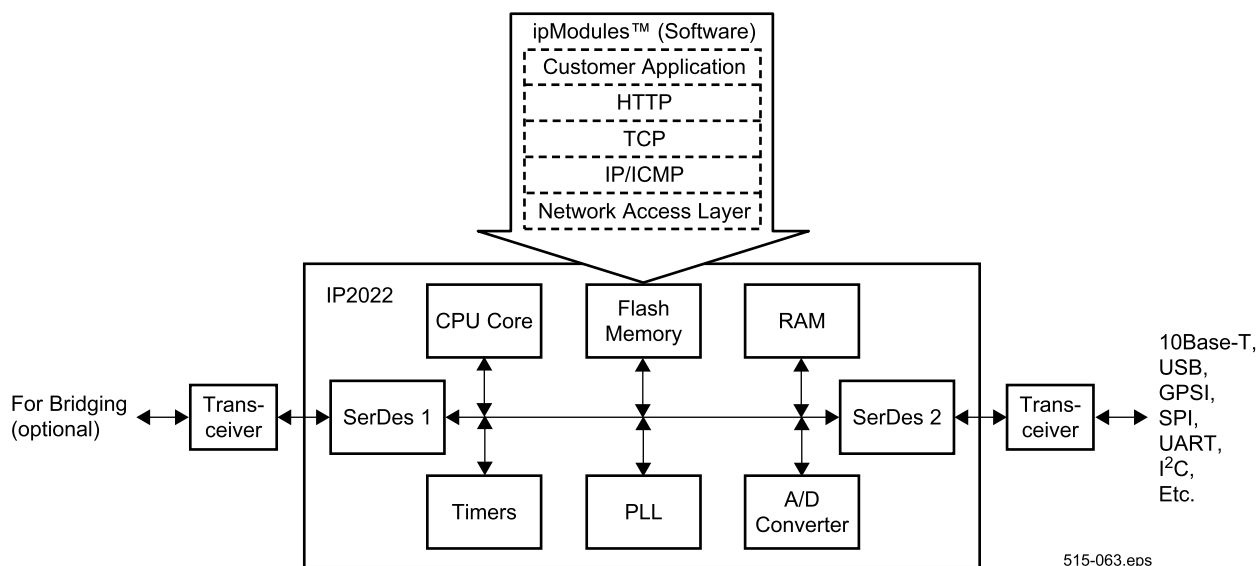 ipModules™ (Software)
Customer Application
HTTP
TCP
IP/ICMP
Network Access Layer
IP2022
CPU Core
Flash
Memory
RAM
For Bridging
(optional)
Trans-
ceiver
SerDes 1
SerDes 2
Trans-
ceiver
10Base-T,
USB,
GPSI,
SPI,
UART,
I²C,
Etc.
Timers
PLL
A/D
Converter
515-063.eps